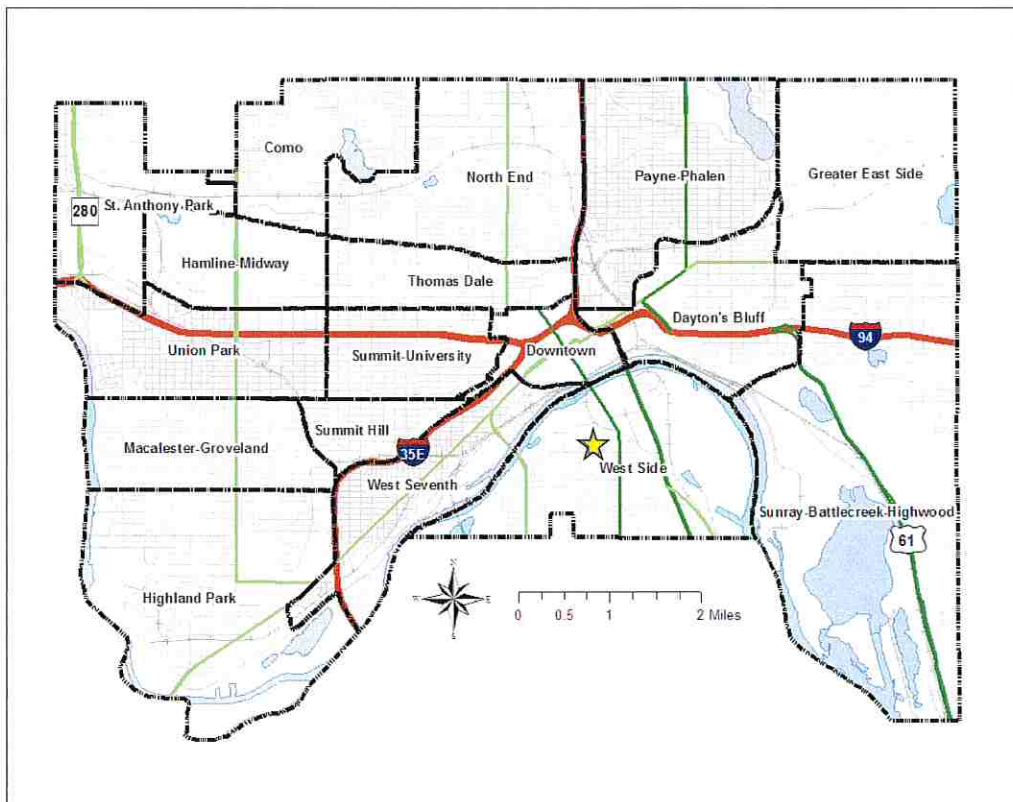 Como
North End
Payne-Phalen
Greater East Side
280
St. Anthony-Park
Hamline-Midway
Thomas Dale
Dayton's Bluff
94
Union Park
Summit-University
Downtown
Macalester-Groveland
Summit Hill
35E
West Side
West Seventh
Sunray-Battlecreek-Highwood
61
Highland Park
N
W
E
S
0 0.5 1 2 Miles